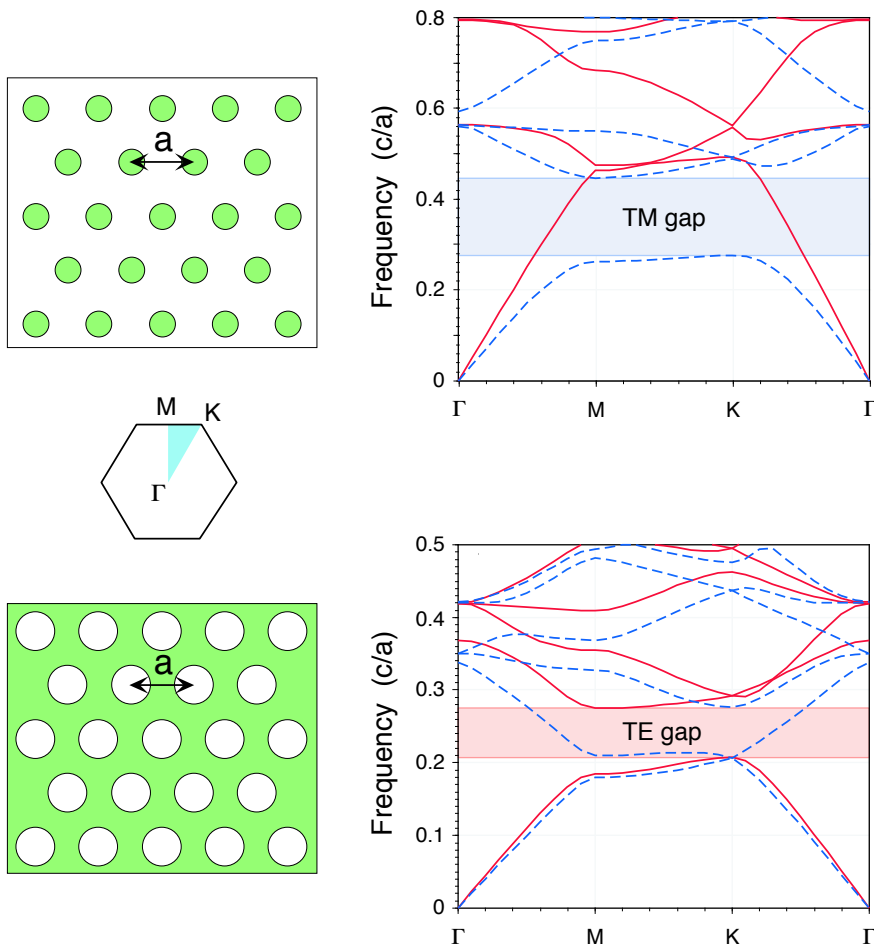 a
M
K
Γ
a
0.8
0.6
0.4
0.2
0
Frequency (c/a)
TM gap
Γ
M
K
Γ
0.5
0.4
0.3
0.2
0.1
0
Frequency (c/a)
TE gap
Γ
M
K
Γ